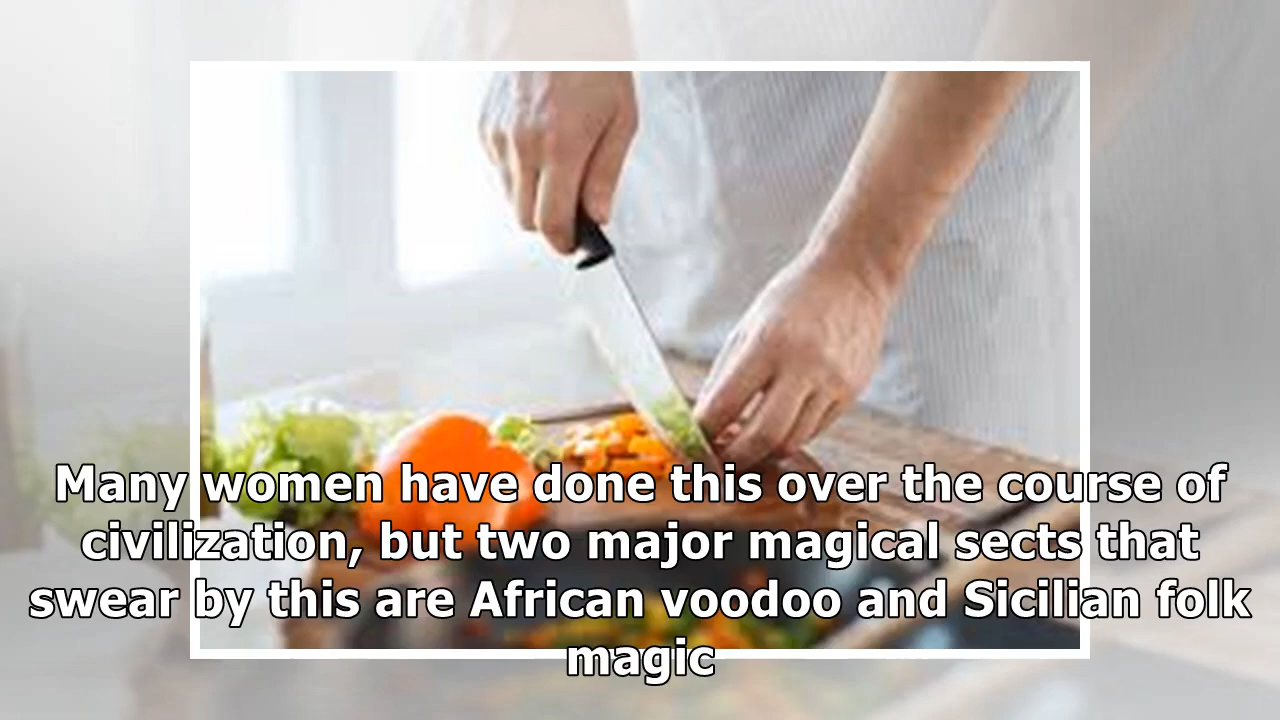 Many women have done this over the course of
civilization, but two major magical sects that
swear by this are African voodoo and Sicilian folk
magic